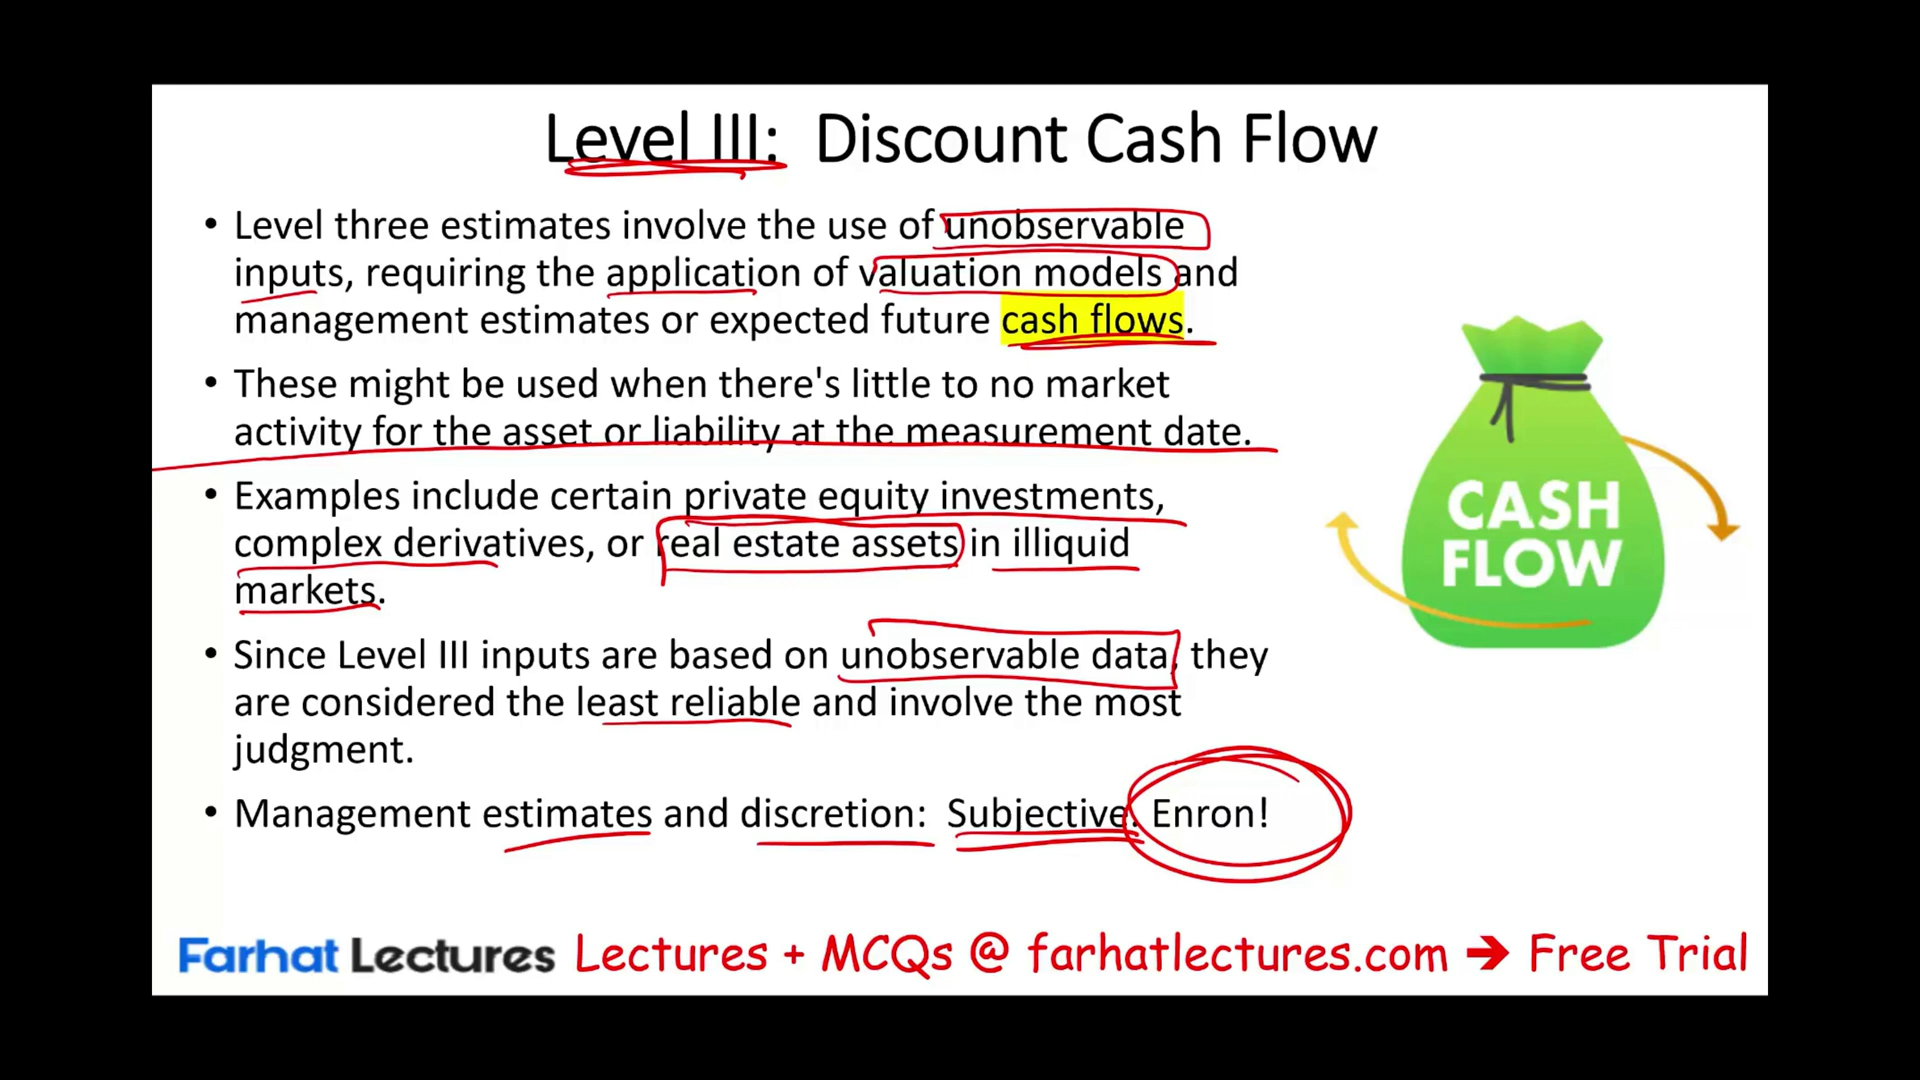 Level III: Discount Cash Flow
• Level three estimates involve the use of unobservable
inputs, requiring the application of valuation models and
management estimates or expected future cash flows.
• These might be used when there's little to no market
activity for the asset or liability at the measurement date.
• Examples include certain private equity investments,
complex derivatives, or real estate assets in illiquid
markets.
• Since Level III inputs are based on unobservable data, they
are considered the least reliable and involve the most
judgment.
• Management estimates and discretion: Subjective. Enron!
CASH
FLOW
Farhat Lectures Lectures + MCQs @ farhatlectures.com → Free Trial